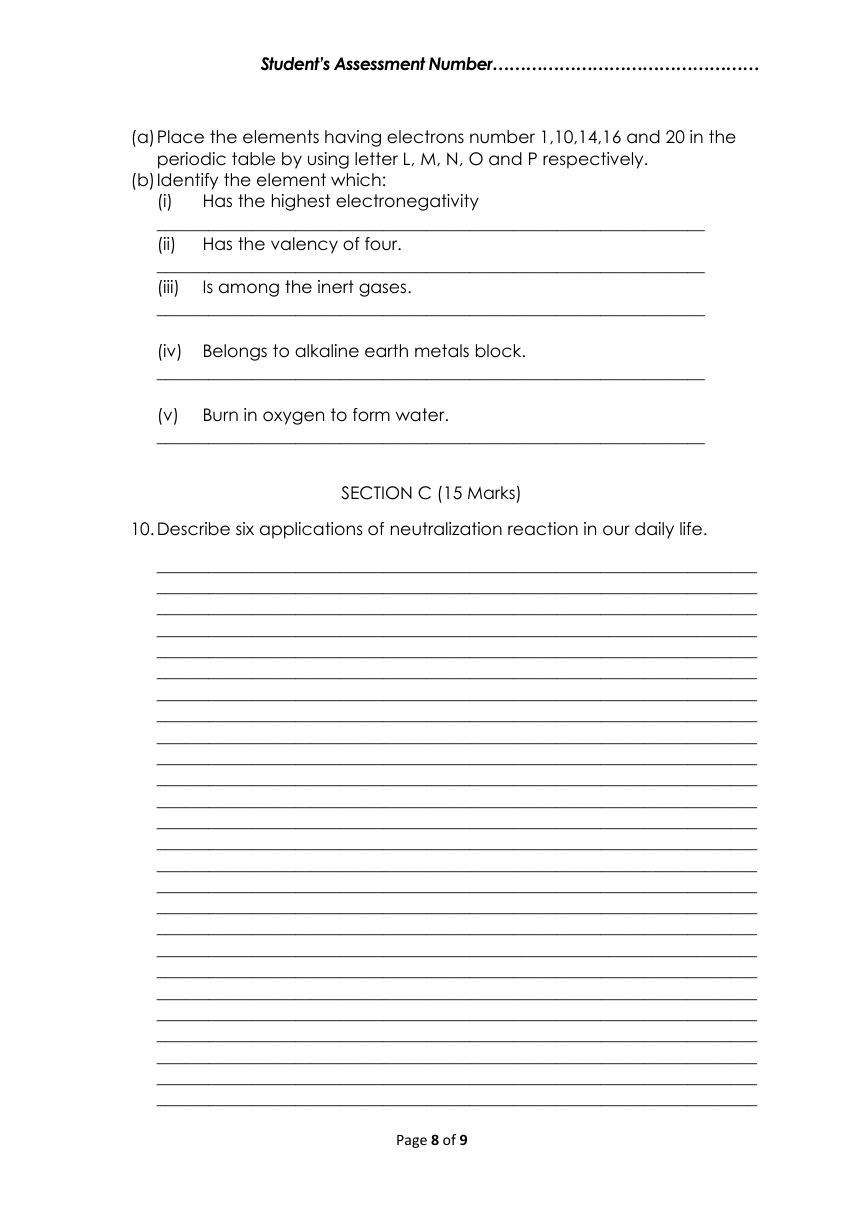 Student's Assessment Number……………………………………………
(a) Place the elements having electrons number 1,10,14,16 and 20 in the
periodic table by using letter L, M, N, O and P respectively.
(b) Identify the element which:
(i) Has the highest electronegativity
(ii) Has the valency of four.
(iii) Is among the inert gases.
(iv) Belongs to alkaline earth metals block.
(v) Burn in oxygen to form water.
SECTION C (15 Marks)
10. Describe six applications of neutralization reaction in our daily life.
Page 8 of 9